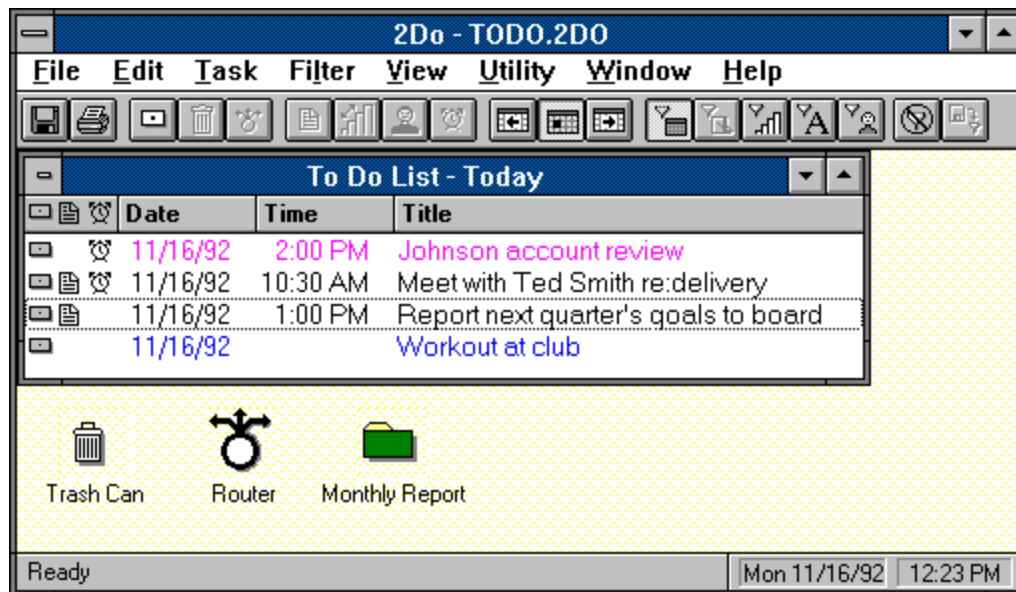 2Do - TODO.2DO
File Edit Task Filter View Utility Window Help
A
To Do List - Today
Date Time Title
11/16/92 2:00 PM Johnson account review
11/16/92 10:30 AM Meet with Ted Smith re:delivery
11/16/92 1:00 PM Report next quarter's goals to board
11/16/92 Workout at club
Trash Can Router Monthly Report
Ready Mon 11/16/92 12:23 PM